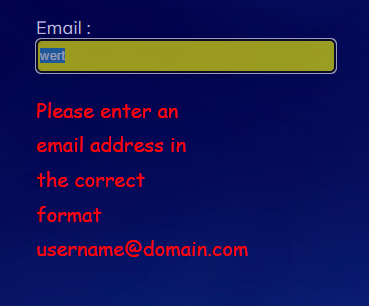 Email :
wert
Please enter an
email address in
the correct
format
username@domain.com